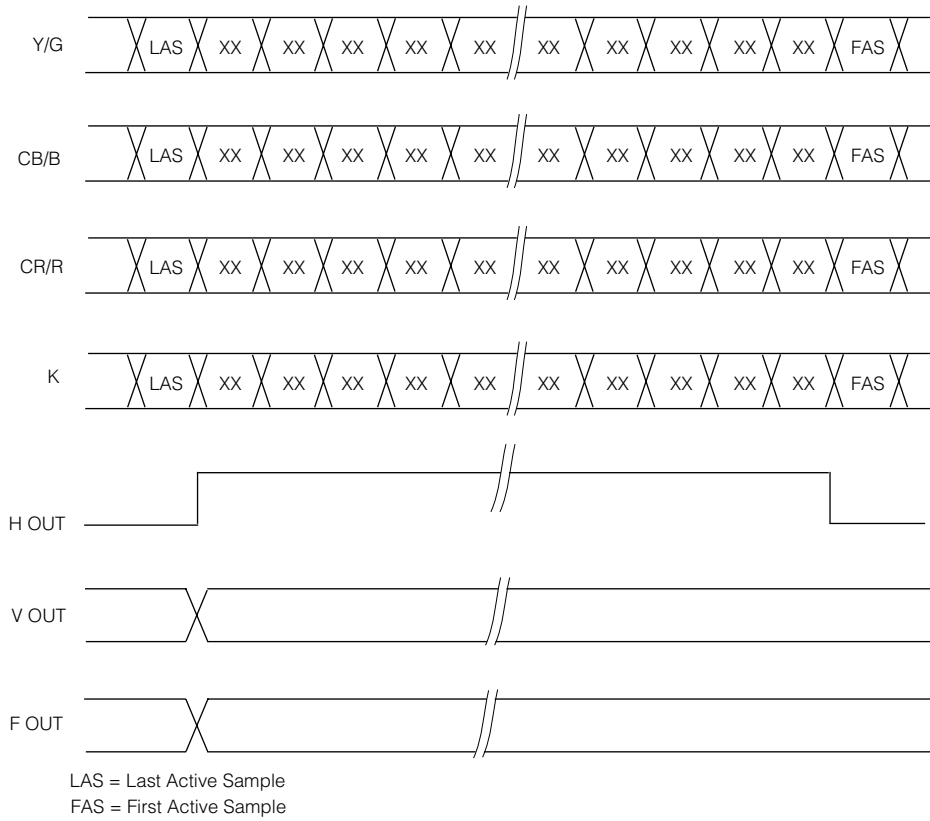 Y/G LAS XX XX XX XX XX XX XX XX XX XX FAS
CB/B LAS XX XX XX XX XX XX XX XX XX XX FAS
CR/R LAS XX XX XX XX XX XX XX XX XX XX FAS
K LAS XX XX XX XX XX XX XX XX XX XX FAS
H OUT
V OUT
F OUT
LAS = Last Active Sample
FAS = First Active Sample